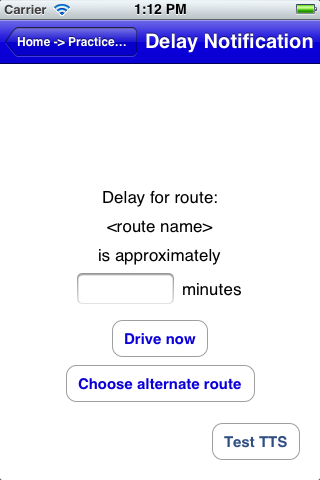 Carrier 1:12 PM
Home -> Practice... Delay Notification
Delay for route:
<route name>
is approximately
minutes
Drive now
Choose alternate route
Test TTS